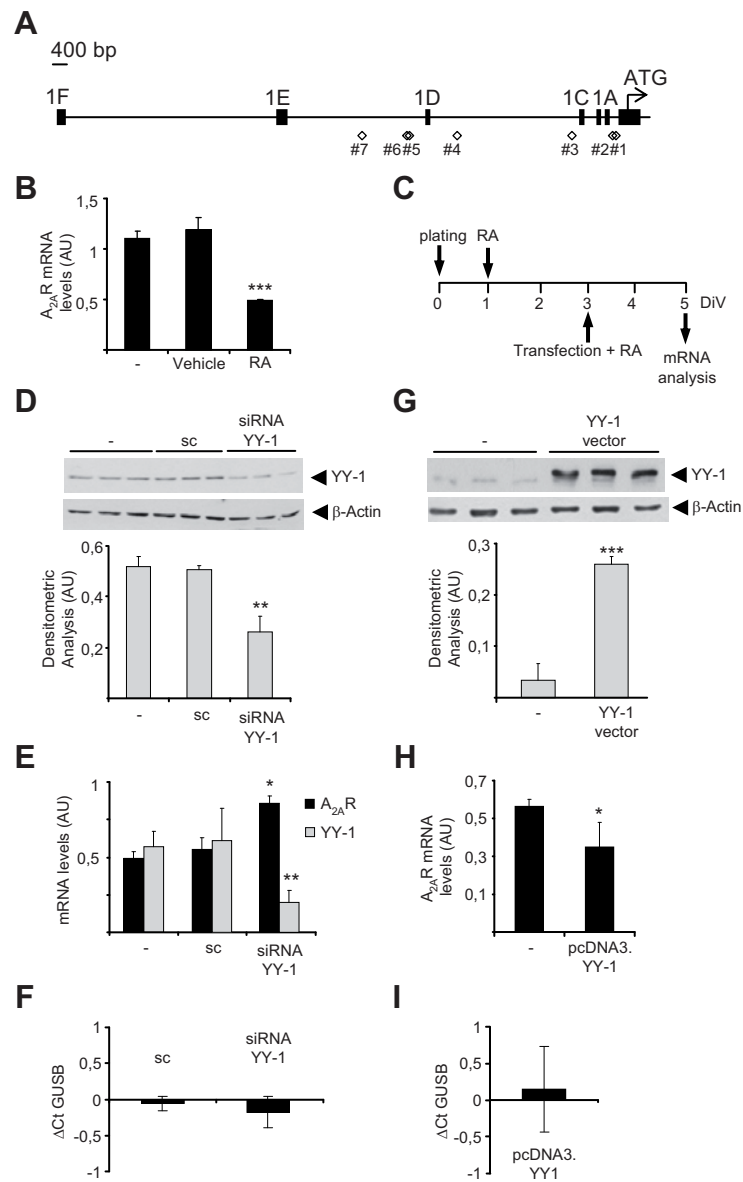 A
400 bp
1F 1E 1D 1C 1A ATG
#7 #6 #5 #4 #3 #2 #1
B
A2AR mRNA
levels (AU)
1,5
1
0,5
***
- Vehicle RA
C
plating RA
0 1 2 3 4 5 DiV
Transfection + RA
mRNA
analysis
D
- sc siRNA
YY-1
YY-1
β-Actin
Densitometric
Analysis (AU)
0,6
0,4
0,2
**
- sc siRNA
YY-1
G
- YY-1
vector
YY-1
β-Actin
Densitometric
Analysis (AU)
0,3
0,2
0,1
***
- YY-1
vector
E
mRNA levels (AU)
1
0,5
*
**
A2AR
YY-1
- sc siRNA
YY-1
H
A2AR mRNA
levels (AU)
0,7
0,5
0,3
0,1
*
- pcDNA3.
YY-1
F
ΔCt GUSB
1
0,5
0
-0,5
-1
sc siRNA
YY-1
I
ΔCt GUSB
1
0,5
0
-0,5
-1
pcDNA3.
YY1